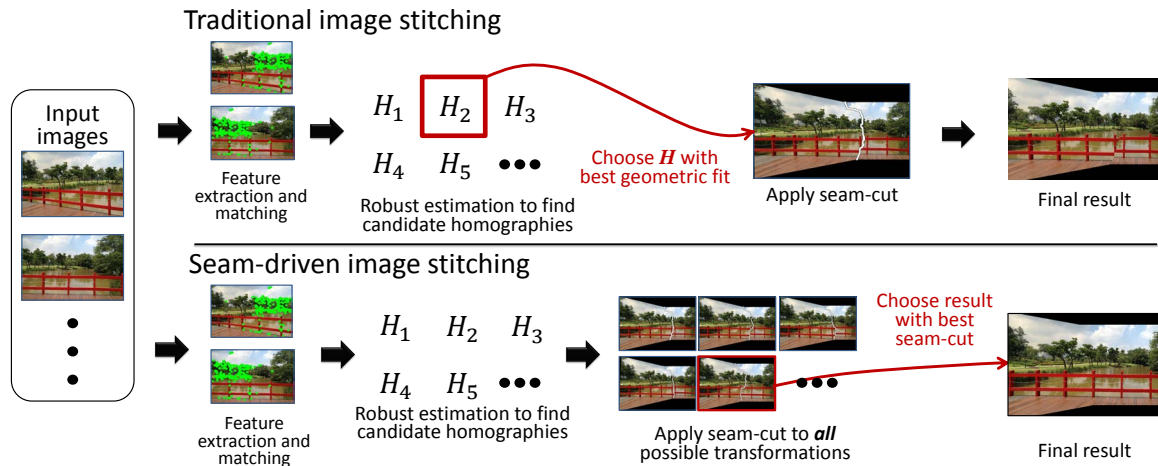 Traditional image stitching
Input
images
H1 H2 H3
H4 H5 •••
Feature
extraction and
matching
Robust estimation to find
candidate homographies
Choose H with
best geometric fit
Apply seam-cut
Final result
Seam-driven image stitching
H1 H2 H3
H4 H5 •••
Feature
extraction and
matching
Robust estimation to find
candidate homographies
Apply seam-cut to all
possible transformations
Choose result
with best
seam-cut
•••
Final result